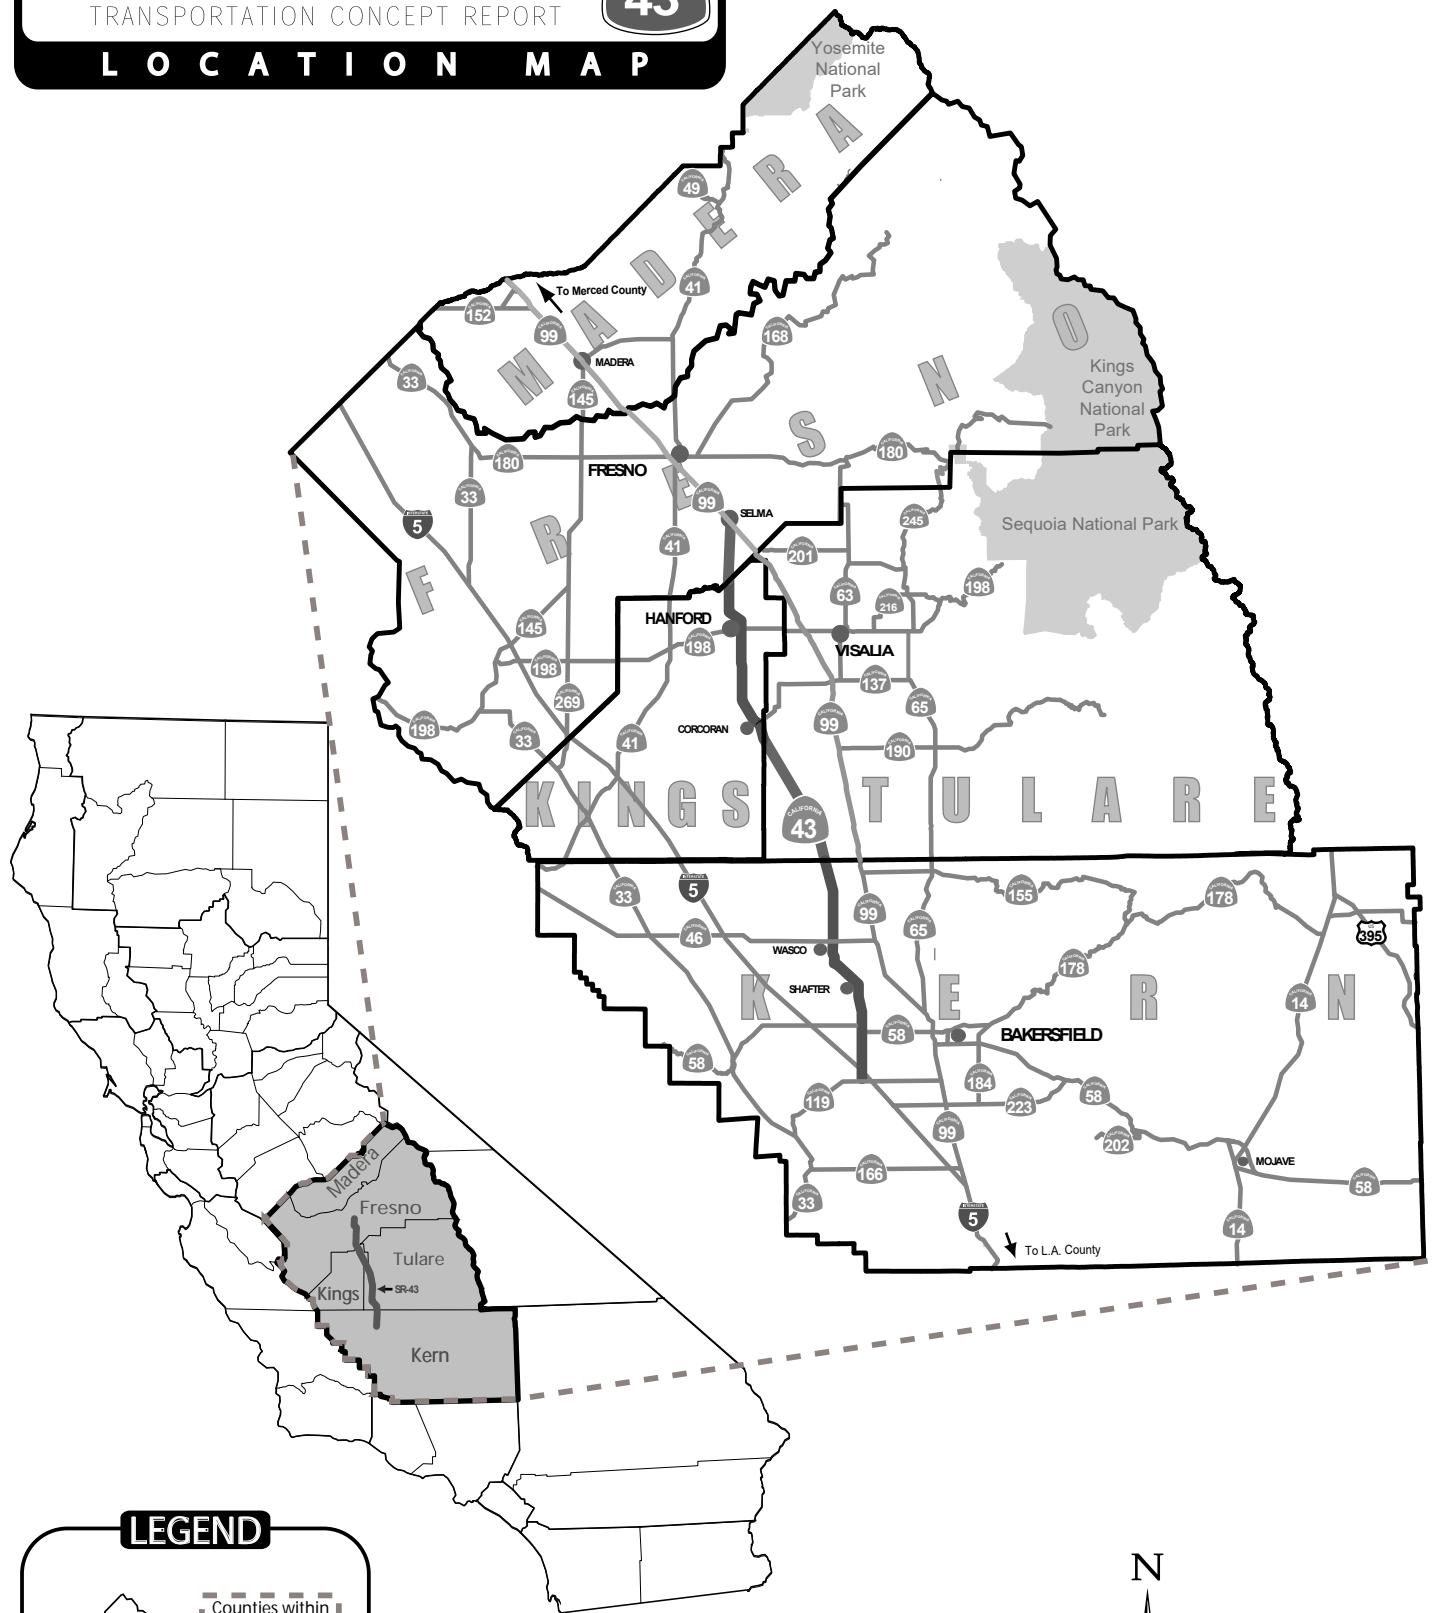 TRANSPORTATION CONCEPT REPORT
43
LOCATION MAP
Yosemite
National
Park
MADERA
49
41
To Merced County
152
99
168
MADERA
33
145
Kings
Canyon
National
Park
FRESNO
180
FRESNO
180
33
99
SELMA
5
245
Sequoia National Park
41
201
63
216
198
145
HANFORD
198
VISALIA
198
137
269
65
198
33
41
CORCORAN
99
190
KINGS
TULARE
CALIFORNIA
43
33
INTERSTATE
5
155
178
99
65
46
395
WASCO
178
SHAFTER
KERN
14
58
BAKERSFIELD
58
184
119
223
58
99
202
166
MOJAVE
58
33
5
14
To L.A. County
Madera
Fresno
Tulare
Kings
SR-43
Kern
LEGEND
Counties within
N